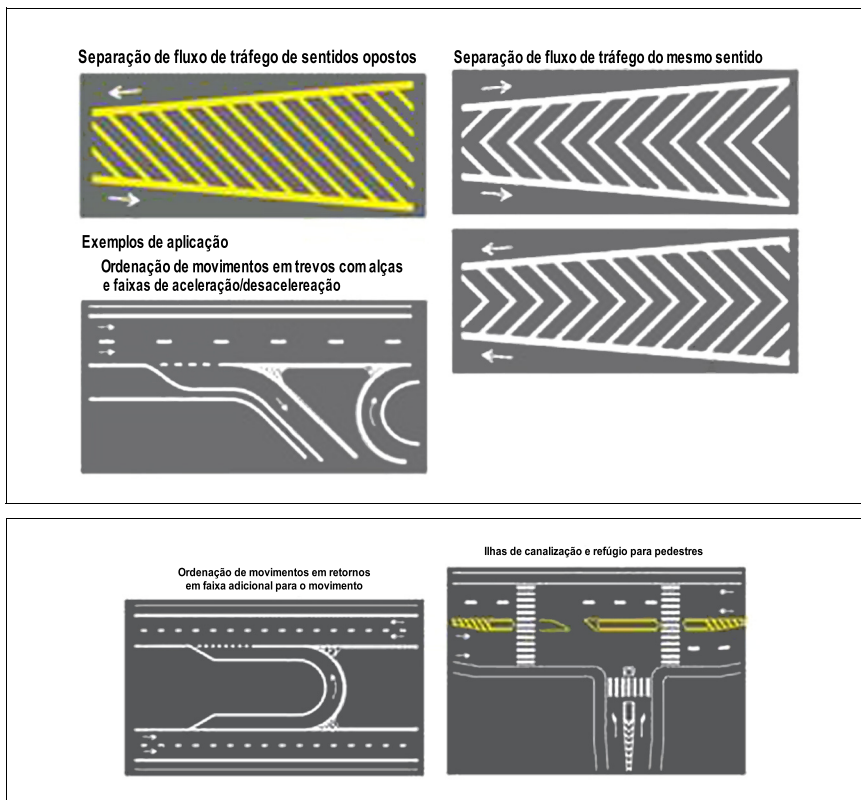 Separação de fluxo de tráfego de sentidos opostos
Separação de fluxo de tráfego do mesmo sentido
Exemplos de aplicação
Ordenação de movimentos em trevos com alças
e faixas de aceleração/desacelereação
Ilhas de canalização e refúgio para pedestres
Ordenação de movimentos em retornos
em faixa adicional para o movimento